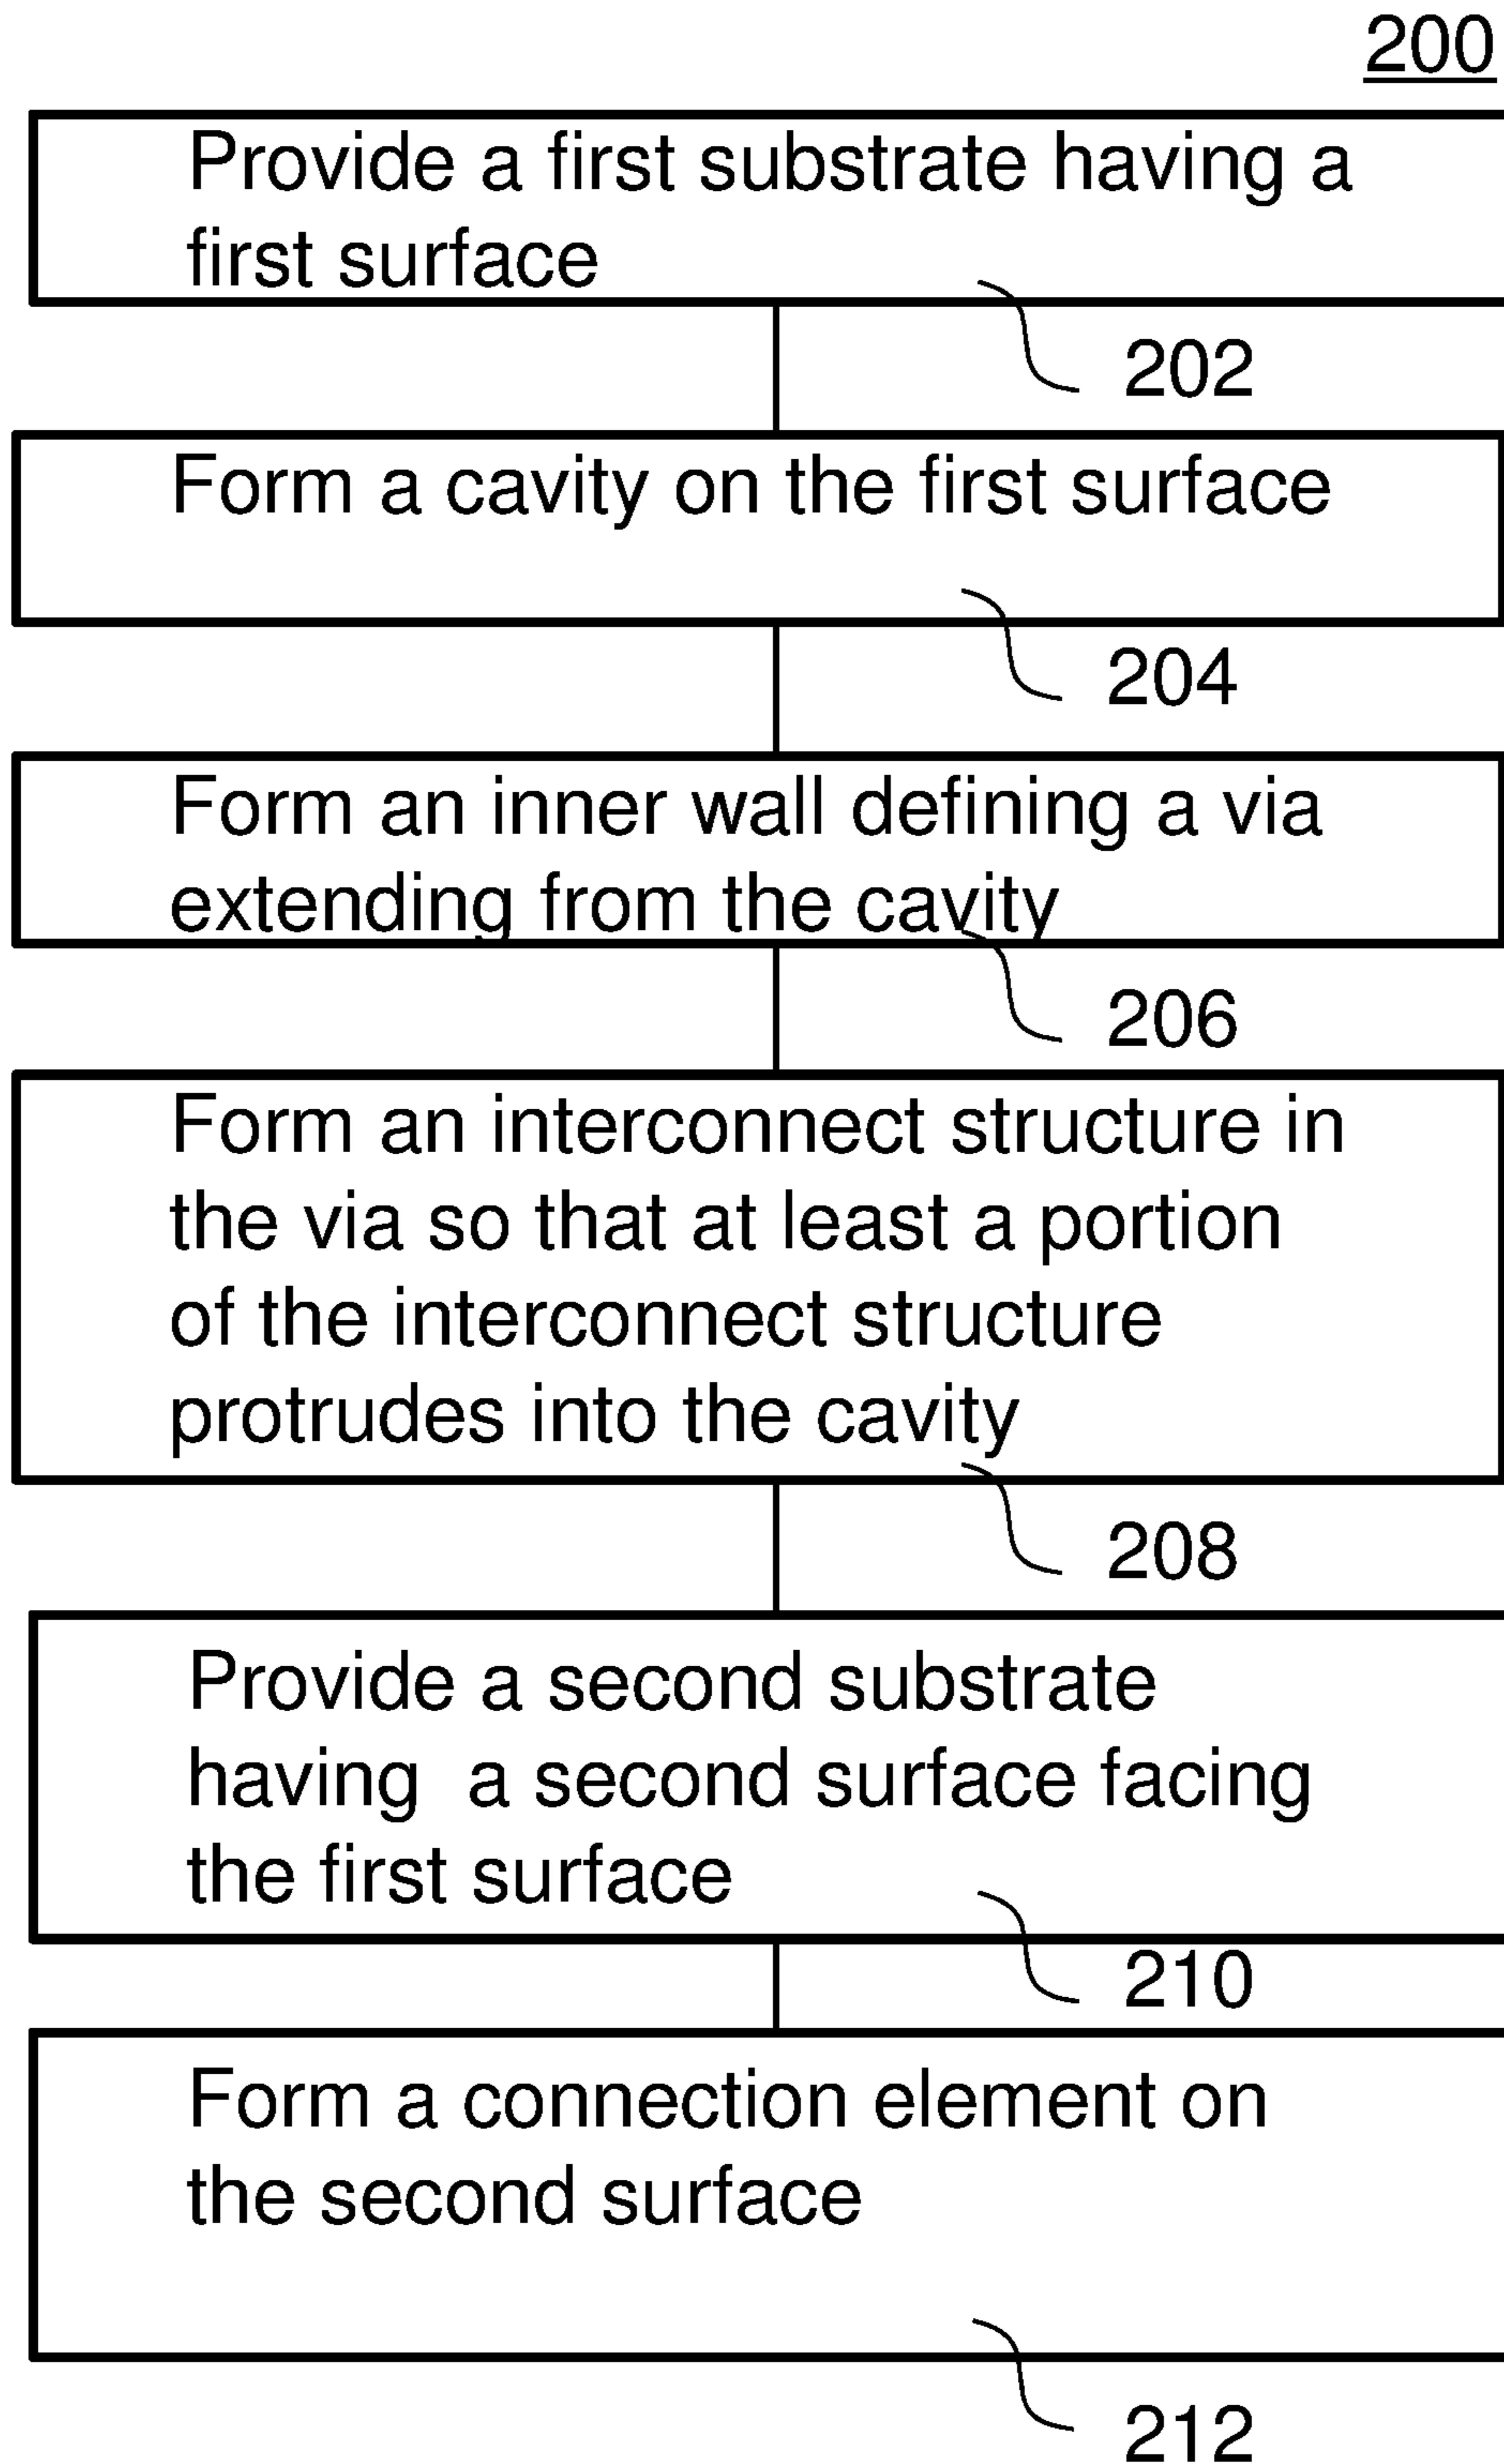 200
Provide a first substrate having a
first surface
202
Form a cavity on the first surface
204
Form an inner wall defining a via
extending from the cavity
206
Form an interconnect structure in
the via so that at least a portion
of the interconnect structure
protrudes into the cavity
208
Provide a second substrate
having  a second surface facing
the first surface
210
Form a connection element on
the second surface
212